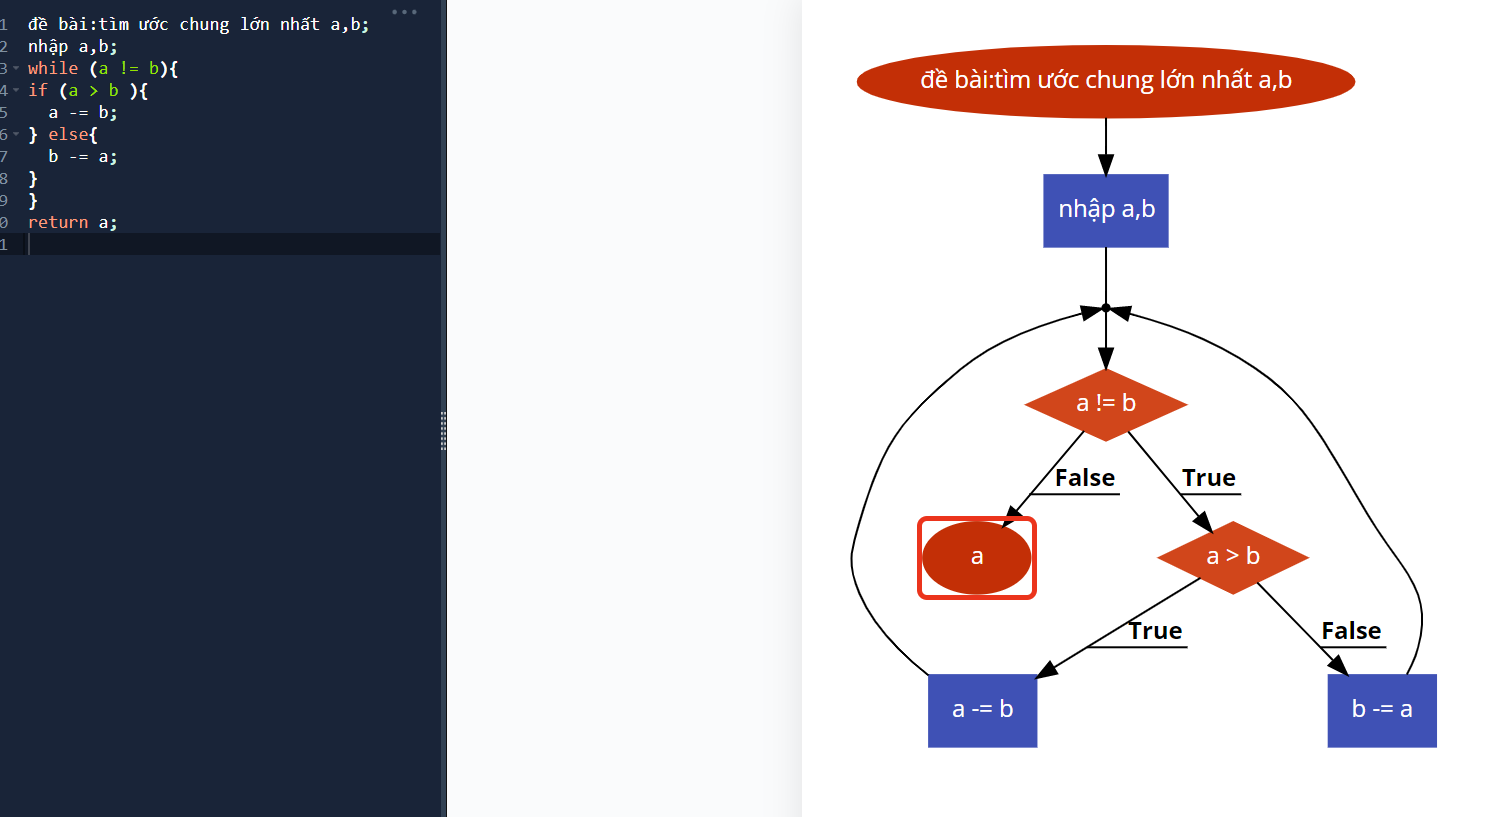 1 đề bài:tìm ước chung lớn nhất a,b;
2 nhập a,b;
3 while (a != b){
4 if (a > b ){
5 a -= b;
6 } else{
7 b -= a;
8 }
9 }
0 return a;
1
đề bài:tìm ước chung lớn nhất a,b
nhập a,b
a != b
False True
a a > b
True False
a -= b b -= a